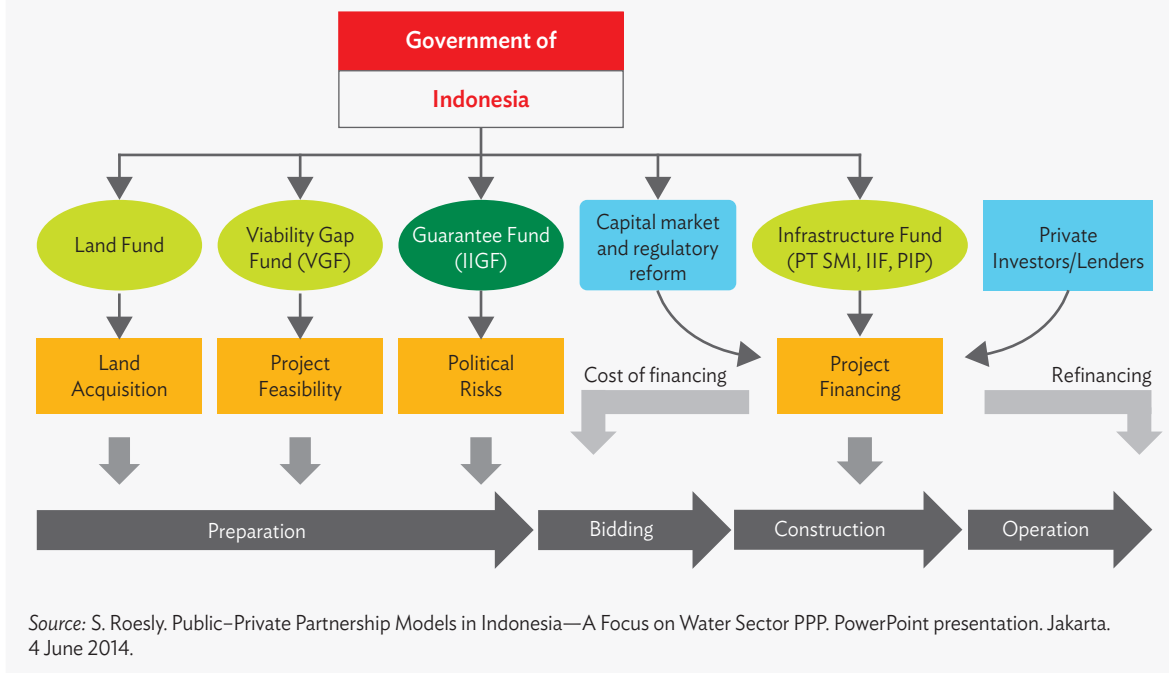 Government of
Indonesia
Land Fund
Viability Gap
Fund (VGF)
Guarantee Fund
(IIGF)
Capital market
and regulatory
reform
Infrastructure Fund
(PT SMI, IIF, PIP)
Private
Investors/Lenders
Land
Acquisition
Project
Feasibility
Political
Risks
Cost of financing
Project
Financing
Refinancing
Preparation
Bidding
Construction
Operation
Source: S. Roesly. Public–Private Partnership Models in Indonesia—A Focus on Water Sector PPP. PowerPoint presentation. Jakarta.
4 June 2014.